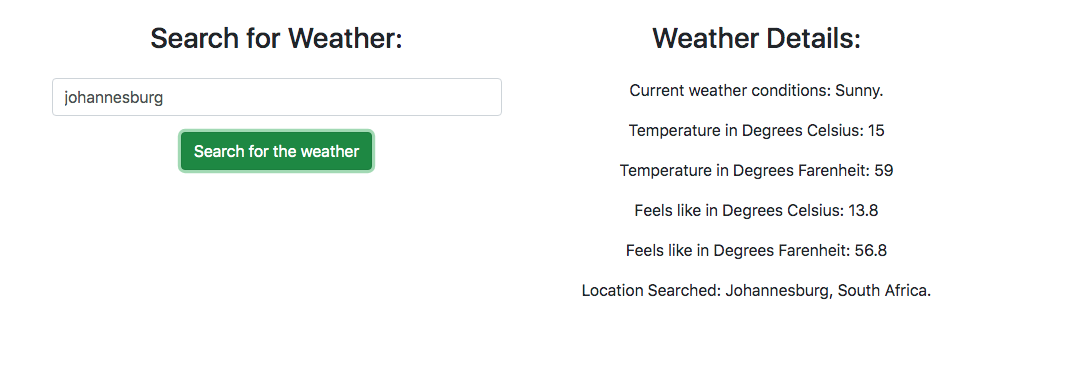 Search for Weather:
johannesburg
Search for the weather
Weather Details:
Current weather conditions: Sunny.
Temperature in Degrees Celsius: 15
Temperature in Degrees Farenheit: 59
Feels like in Degrees Celsius: 13.8
Feels like in Degrees Farenheit: 56.8
Location Searched: Johannesburg, South Africa.